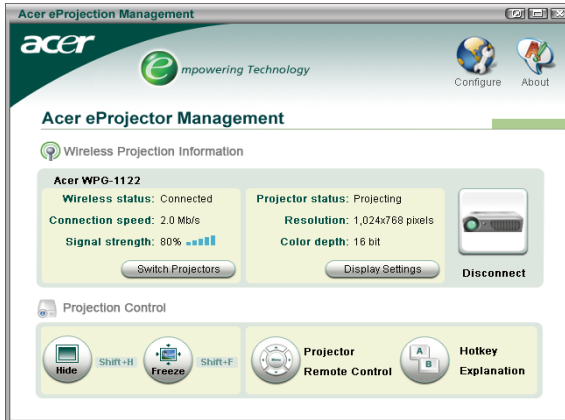 Acer eProjection Management
acer
e mpowering Technology
Configure
About
Acer eProjector Management
Wireless Projection Information
Acer WPG-1122
Wireless status: Connected
Connection speed: 2.0 Mb/s
Signal strength: 80%
Switch Projectors
Projector status: Projecting
Resolution: 1,024x768 pixels
Color depth: 16 bit
Display Settings
Disconnect
Projection Control
Hide
Shift+H
Freeze
Shift+F
Menu
Projector
Remote Control
A
B
Hotkey
Explanation